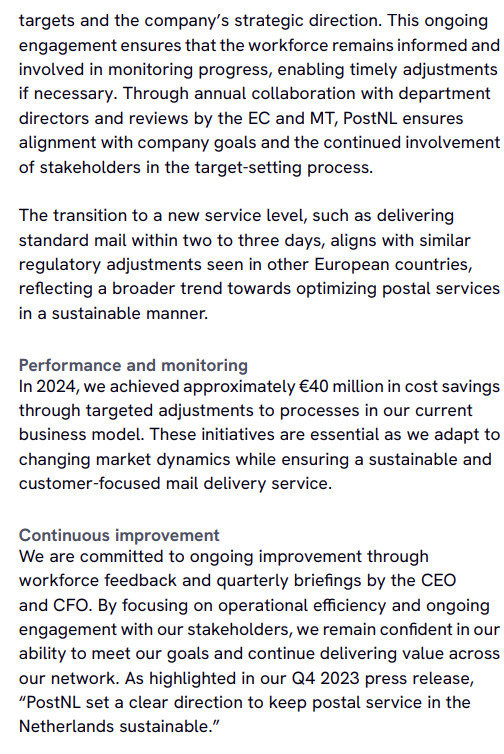 targets and the company’s strategic direction. This ongoing
engagement ensures that the workforce remains informed and
involved in monitoring progress, enabling timely adjustments
if necessary. Through annual collaboration with department
directors and reviews by the EC and MT, PostNL ensures
alignment with company goals and the continued involvement
of stakeholders in the target-setting process.

The transition to a new service level, such as delivering
standard mail within two to three days, aligns with similar
regulatory adjustments seen in other European countries,
reflecting a broader trend towards optimizing postal services
in a sustainable manner.

Performance and monitoring
In 2024, we achieved approximately €40 million in cost savings
through targeted adjustments to processes in our current
business model. These initiatives are essential as we adapt to
changing market dynamics while ensuring a sustainable and
customer-focused mail delivery service.

Continuous improvement
We are committed to ongoing improvement through
workforce feedback and quarterly briefings by the CEO
and CFO. By focusing on operational efficiency and ongoing
engagement with our stakeholders, we remain confident in our
ability to meet our goals and continue delivering value across
our network. As highlighted in our Q4 2023 press release,
“PostNL set a clear direction to keep postal service in the
Netherlands sustainable.”